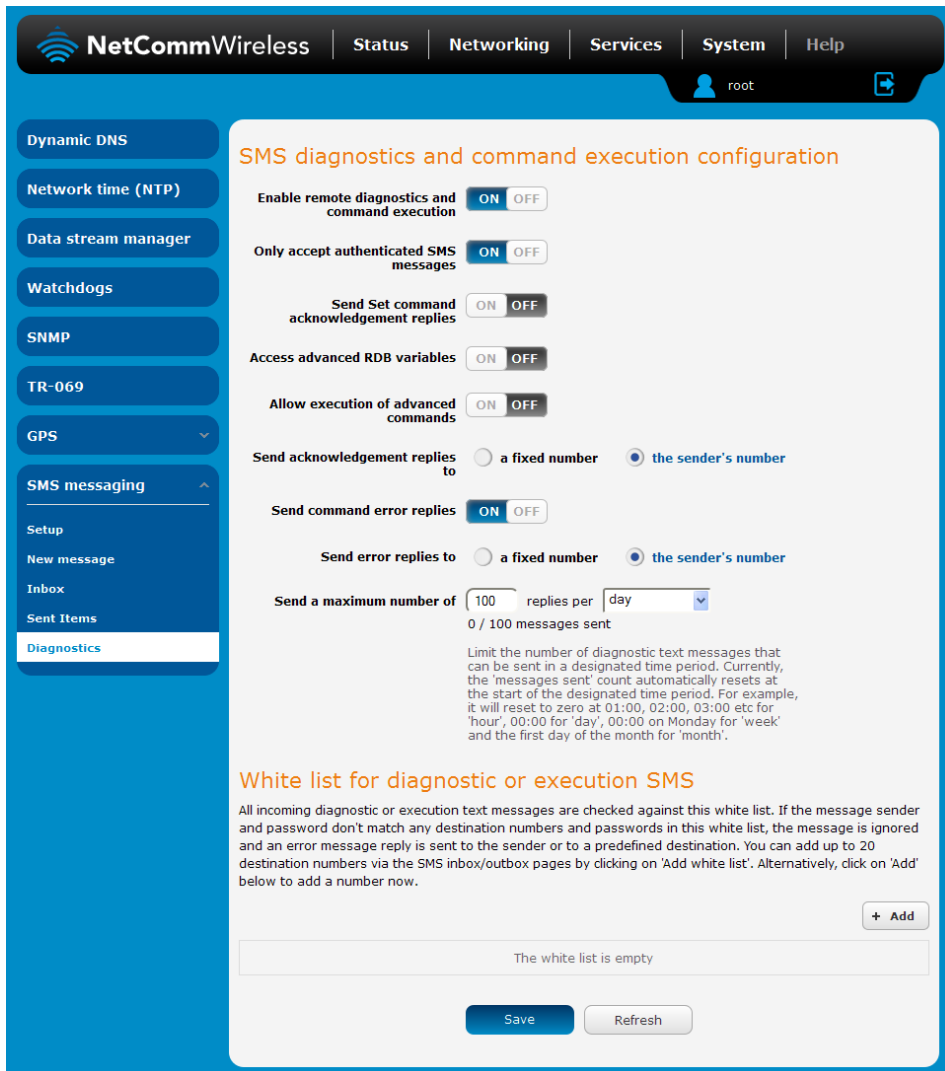 NetCommWireless
Status
Networking
Services
System
Help
root
Dynamic DNS
Network time (NTP)
Data stream manager
Watchdogs
SNMP
TR-069
GPS
SMS messaging
Setup
New message
Inbox
Sent Items
Diagnostics
SMS diagnostics and command execution configuration
Enable remote diagnostics and
command execution
ON OFF
Only accept authenticated SMS
messages
ON OFF
Send Set command
acknowledgement replies
ON OFF
Access advanced RDB variables
ON OFF
Allow execution of advanced
commands
ON OFF
Send acknowledgement replies
to
a fixed number
the sender's number
Send command error replies
ON OFF
Send error replies to
a fixed number
the sender's number
Send a maximum number of 100 replies per day
0 / 100 messages sent
Limit the number of diagnostic text messages that
can be sent in a designated time period. Currently,
the 'messages sent' count automatically resets at
the start of the designated time period. For example,
it will reset to zero at 01:00, 02:00, 03:00 etc for
'hour', 00:00 for 'day', 00:00 on Monday for 'week'
and the first day of the month for 'month'.
White list for diagnostic or execution SMS
All incoming diagnostic or execution text messages are checked against this white list. If the message sender
and password don't match any destination numbers and passwords in this white list, the message is ignored
and an error message reply is sent to the sender or to a predefined destination. You can add up to 20
destination numbers via the SMS inbox/outbox pages by clicking on 'Add white list'. Alternatively, click on 'Add'
below to add a number now.
+ Add
The white list is empty
Save
Refresh